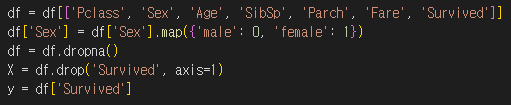 df = df[['Pclass', 'Sex', 'Age', 'SibSp', 'Parch', 'Fare', 'Survived']]
df['Sex'] = df['Sex'].map({'male': 0, 'female': 1})
df = df.dropna()
X = df.drop('Survived', axis=1)
y = df['Survived']